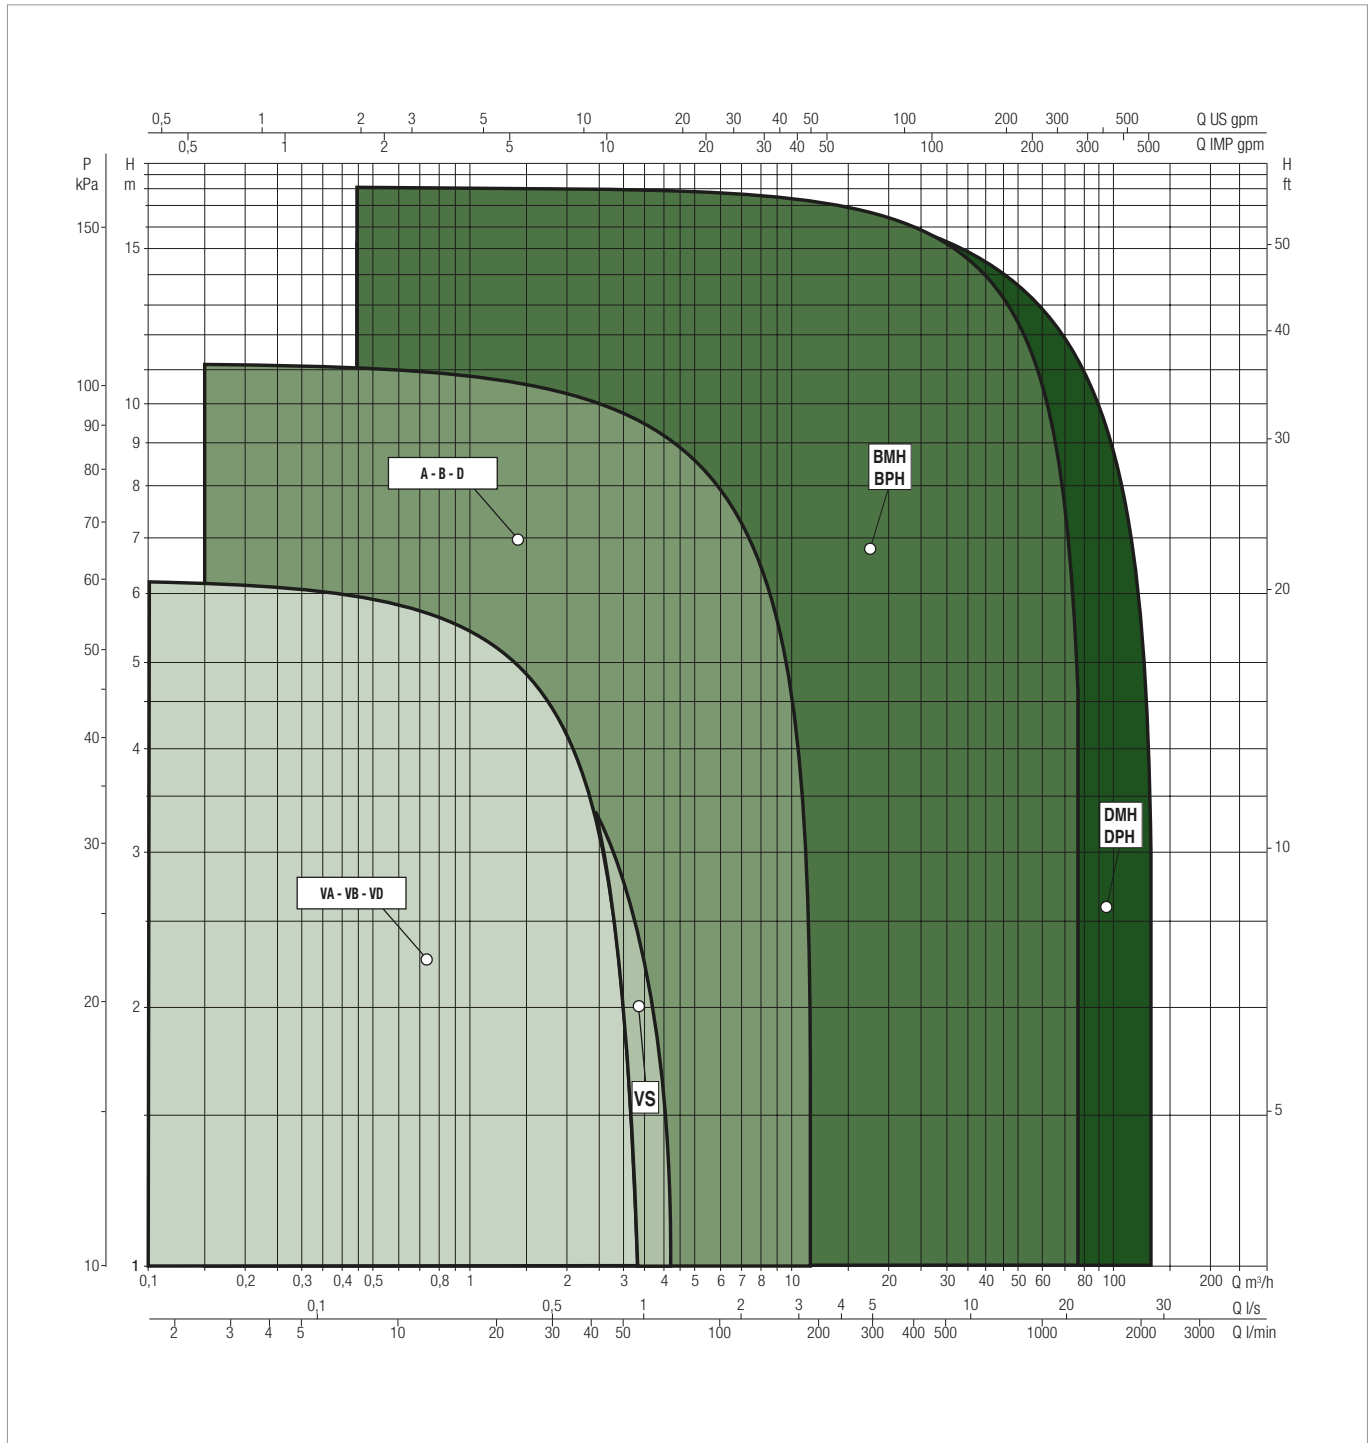 0,5 1 2 3 5 10 20 30 40 50 100 200 300 500 Q US gpm
0,5 1 2 5 10 20 30 40 50 100 200 300 500 Q IMP gpm
P H H
kPa m ft
150
15
50
40
100
10
90
9
30
BMH
BPH
A - B - D
80
8
70
7
60
6
20
50
5
40
4
DMH
DPH
30
3
10
VA - VB - VD
20
2
VS
5
10
1
0,1 0,2 0,3 0,4 0,5 0,8 1 2 3 4 5 6 7 8 10 20 30 40 50 60 80 100 200 Q m³/h
0,1 0,5 1 2 3 4 5 10 20 30 Q l/s
2 3 4 5 10 20 30 40 50 100 200 300 400 500 1000 2000 3000 Q l/min